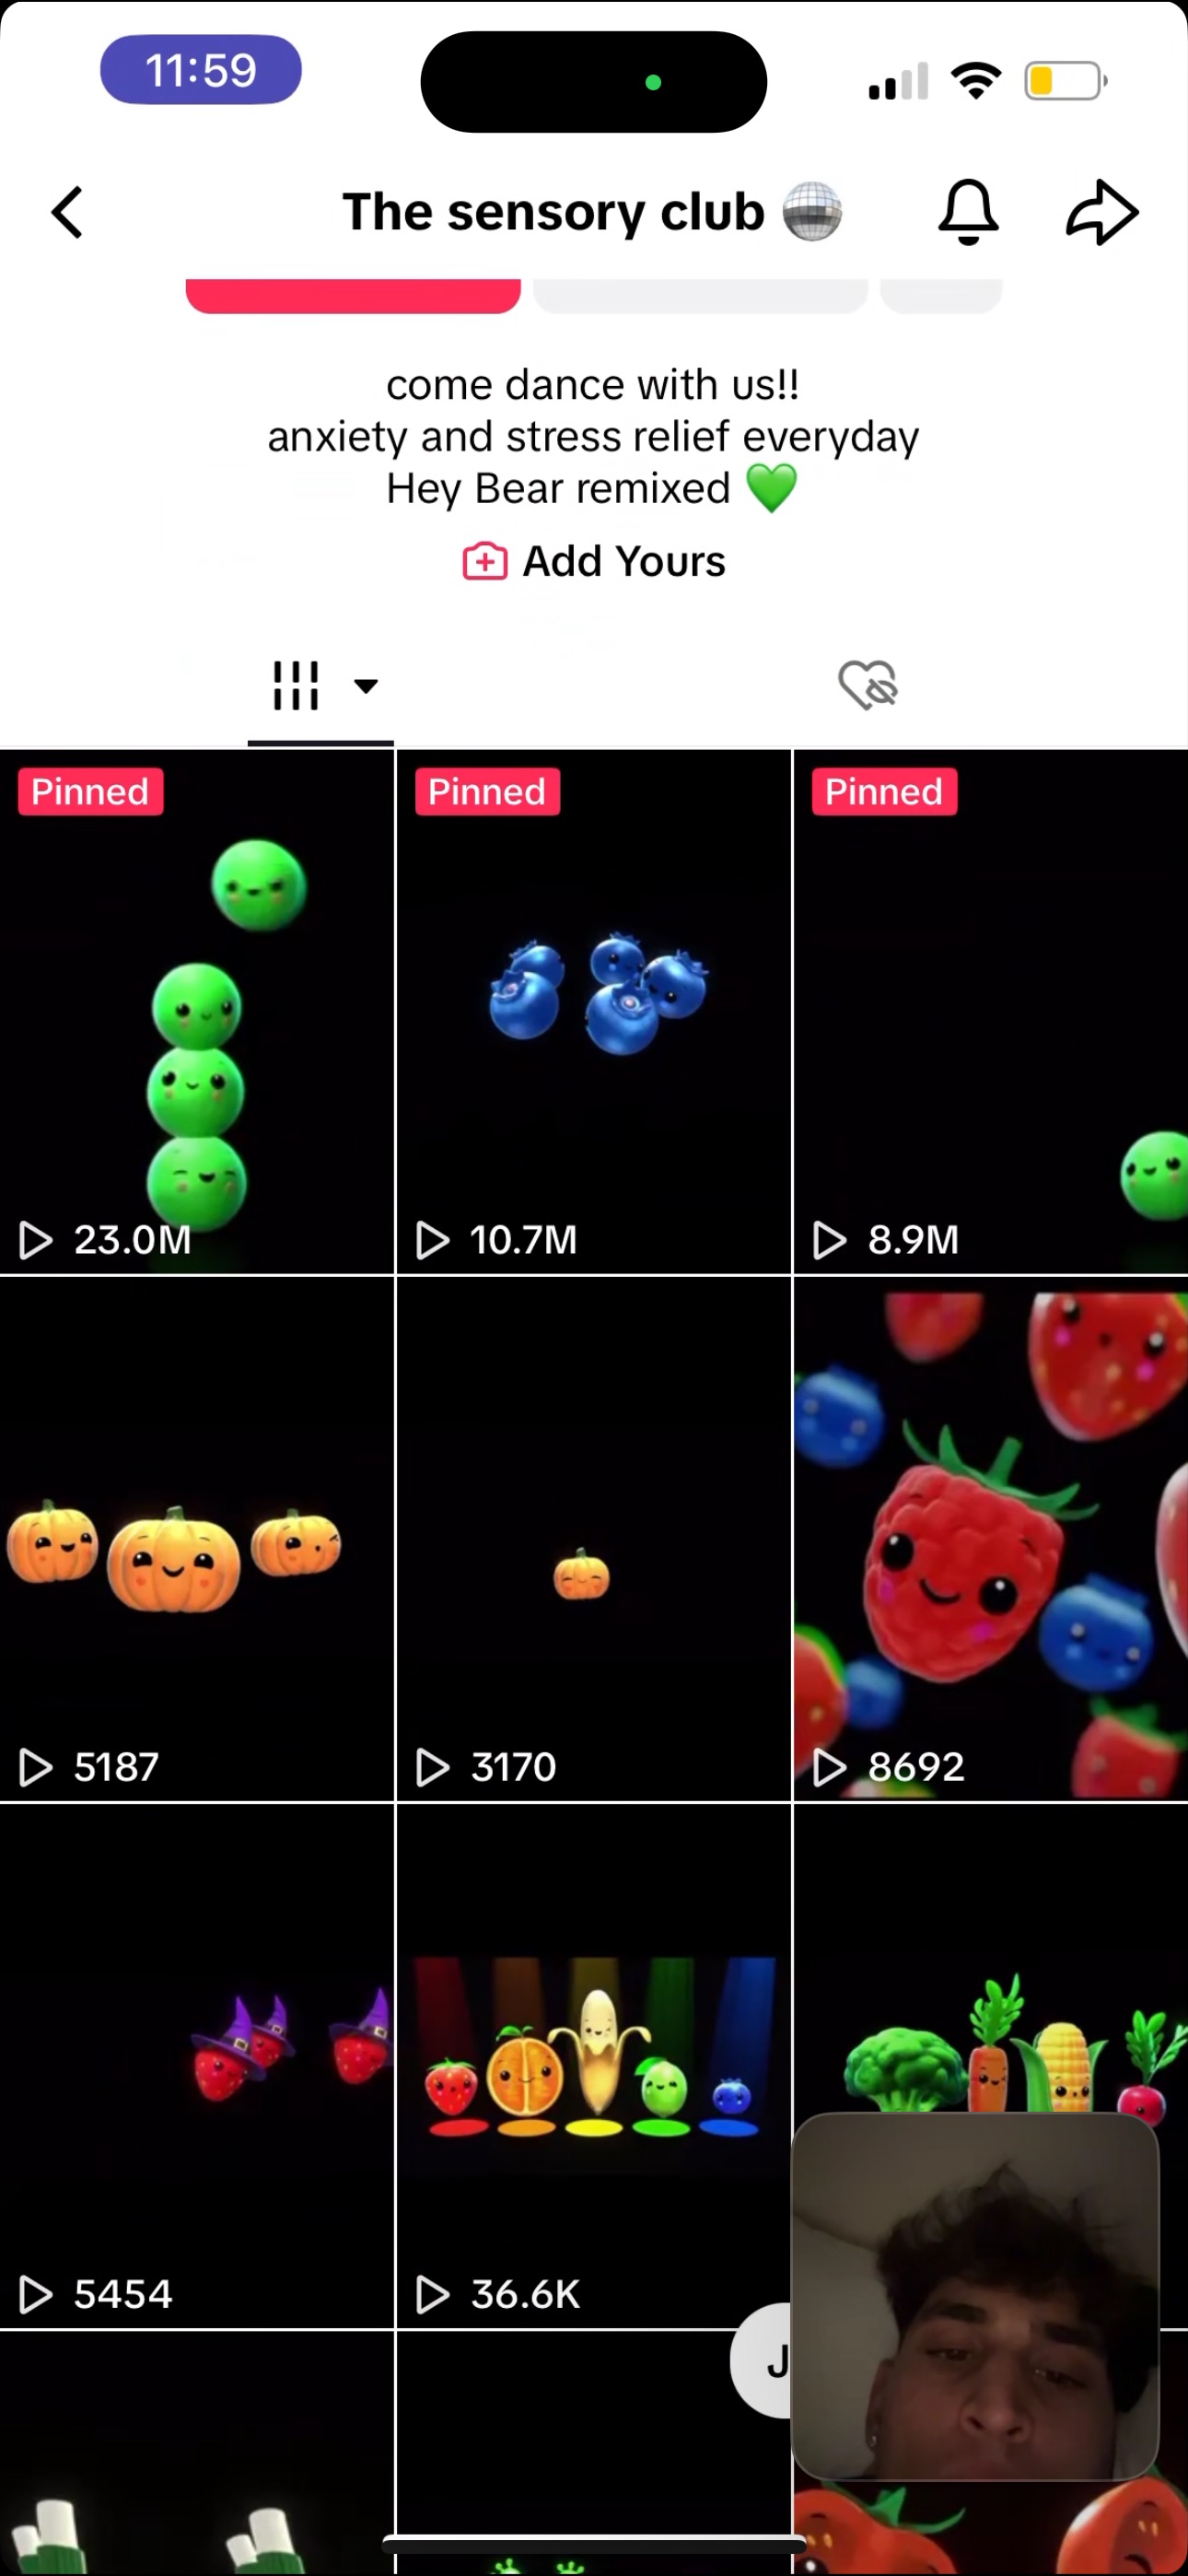 11:59
The sensory club
come dance with us!!
anxiety and stress relief everyday
Hey Bear remixed 💚
Add Yours
Pinned
Pinned
Pinned
23.0M
10.7M
8.9M
5187
3170
8692
5454
36.6K
J